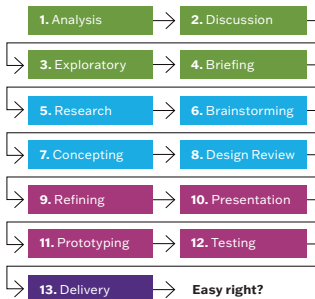 1. Analysis
2. Discussion
3. Exploratory
4. Briefing
5. Research
6. Brainstorming
7. Concepting
8. Design Review
9. Refining
10. Presentation
11. Prototyping
12. Testing
13. Delivery
Easy right?